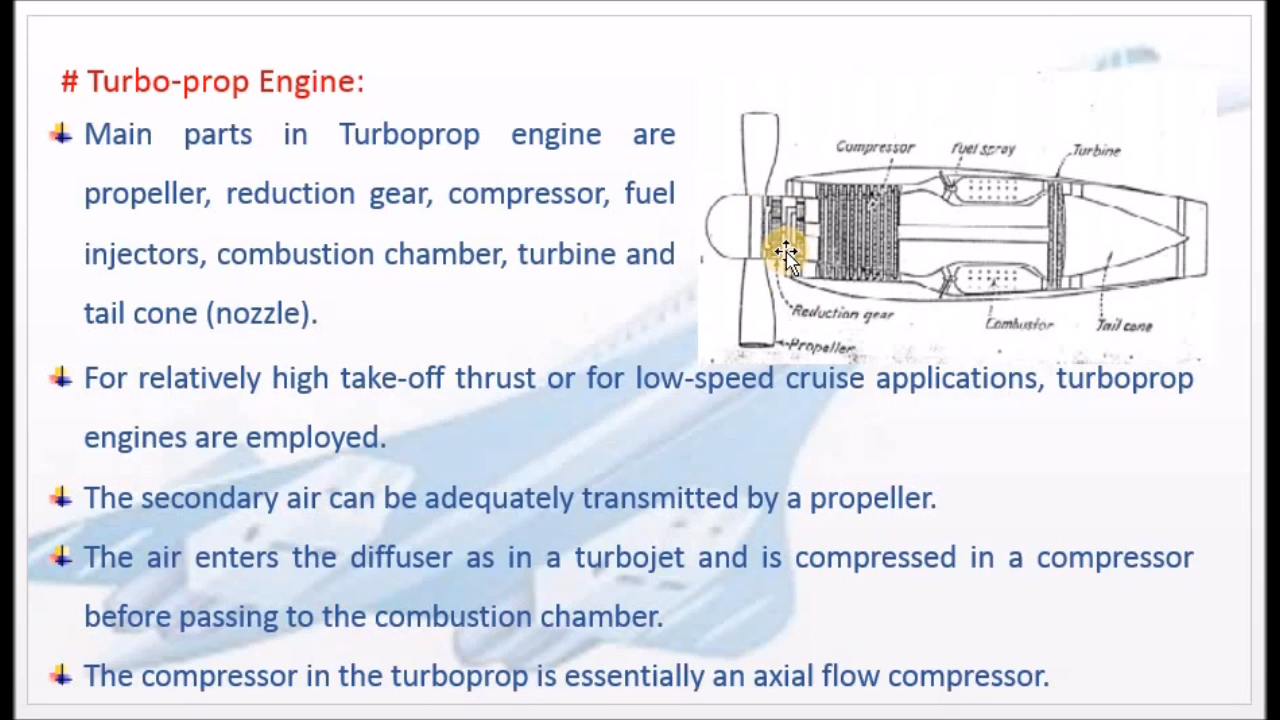 # Turbo-prop Engine:
Main parts in Turboprop engine are
propeller, reduction gear, compressor, fuel
injectors, combustion chamber, turbine and
tail cone (nozzle).
Compressor
Fuel spray
Turbine
Reduction gear
Combustor
Tail cone
Propeller
For relatively high take-off thrust or for low-speed cruise applications, turboprop
engines are employed.
The secondary air can be adequately transmitted by a propeller.
The air enters the diffuser as in a turbojet and is compressed in a compressor
before passing to the combustion chamber.
The compressor in the turboprop is essentially an axial flow compressor.